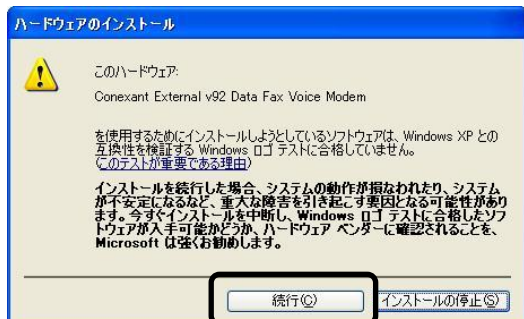 ハードウェアのインストール
このハードウェア:
Conexant External v92 Data Fax Voice Modem
を使用するためにインストールしようとしているソフトウェアは、Windows XP との
互換性を検証する Windows ロゴ テストに合格していません。
(このテストが重要である理由)
インストールを続行した場合、システムの動作が損なわれたり、システム
が不安定になるなど、重大な障害を引き起こす要因となる可能性があり
ます。今すぐインストールを中断し、Windows ロゴ テストに合格したソフ
トウェアが入手可能かどうか、ハードウェア ベンダーに確認されることを、
Microsoft は強くお勧めします。
続行(C)
インストールの停止(S)